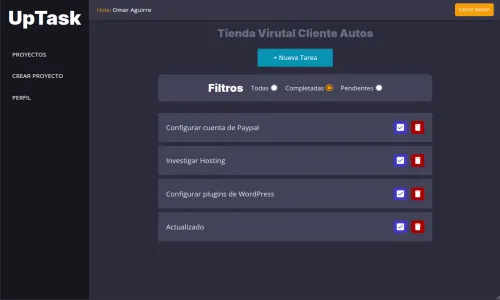 UpTask
Hola: Omar Aguirre
Cerrar Sesión
PROYECTOS
CREAR PROYECTO
PERFIL
Tienda Virutal Cliente Autos
+ Nueva Tarea
Filtros Todas Completadas Pendientes
Configurar cuenta de Paypal
Investigar Hosting
Configurar plugins de WordPress
Actualizado